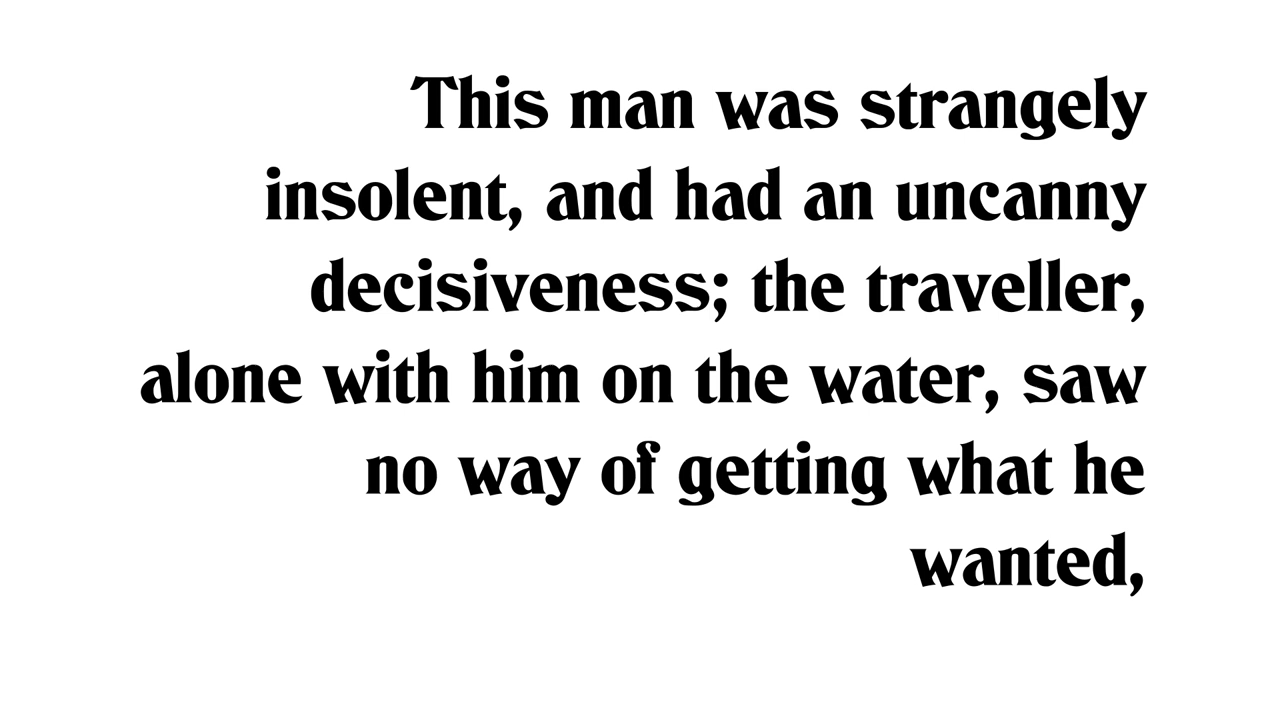 This man was strangely
insolent, and had an uncanny
decisiveness; the traveller,
alone with him on the water, saw
no way of getting what he
wanted,